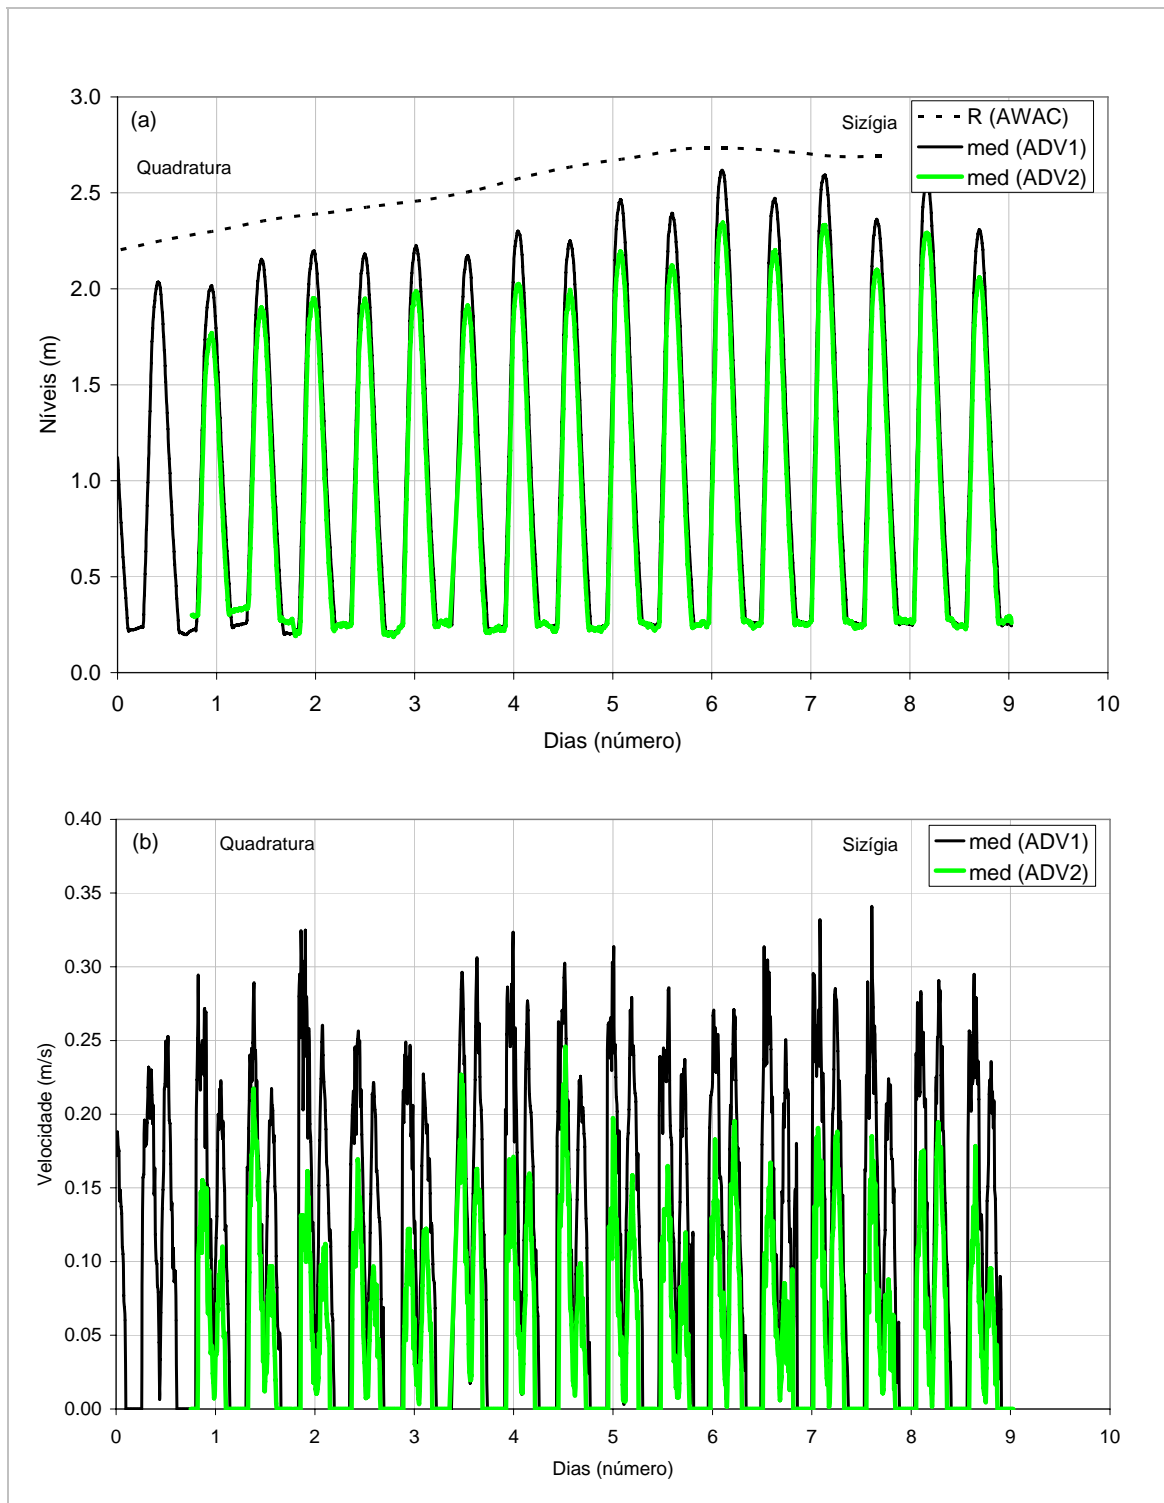 (a)
Quadratura
Sizígia
R (AWAC)
med (ADV1)
med (ADV2)
Níveis (m)
3.0
2.5
2.0
1.5
1.0
0.5
0.0
0 1 2 3 4 5 6 7 8 9 10
Dias (número)
(b)
Quadratura
Sizígia
med (ADV1)
med (ADV2)
Velocidade (m/s)
0.40
0.35
0.30
0.25
0.20
0.15
0.10
0.05
0.00
0 1 2 3 4 5 6 7 8 9 10
Dias (número)